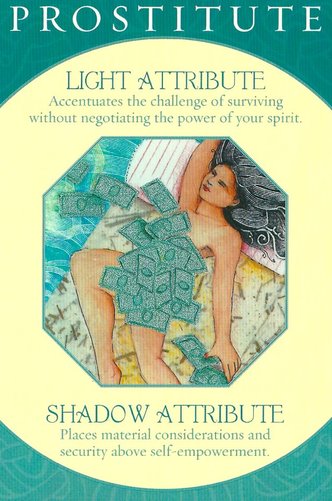 PROSTITUTE
LIGHT ATTRIBUTE
Accentuates the challenge of surviving
without negotiating the power of your spirit.
SHADOW ATTRIBUTE
Places material considerations and
security above self-empowerment.